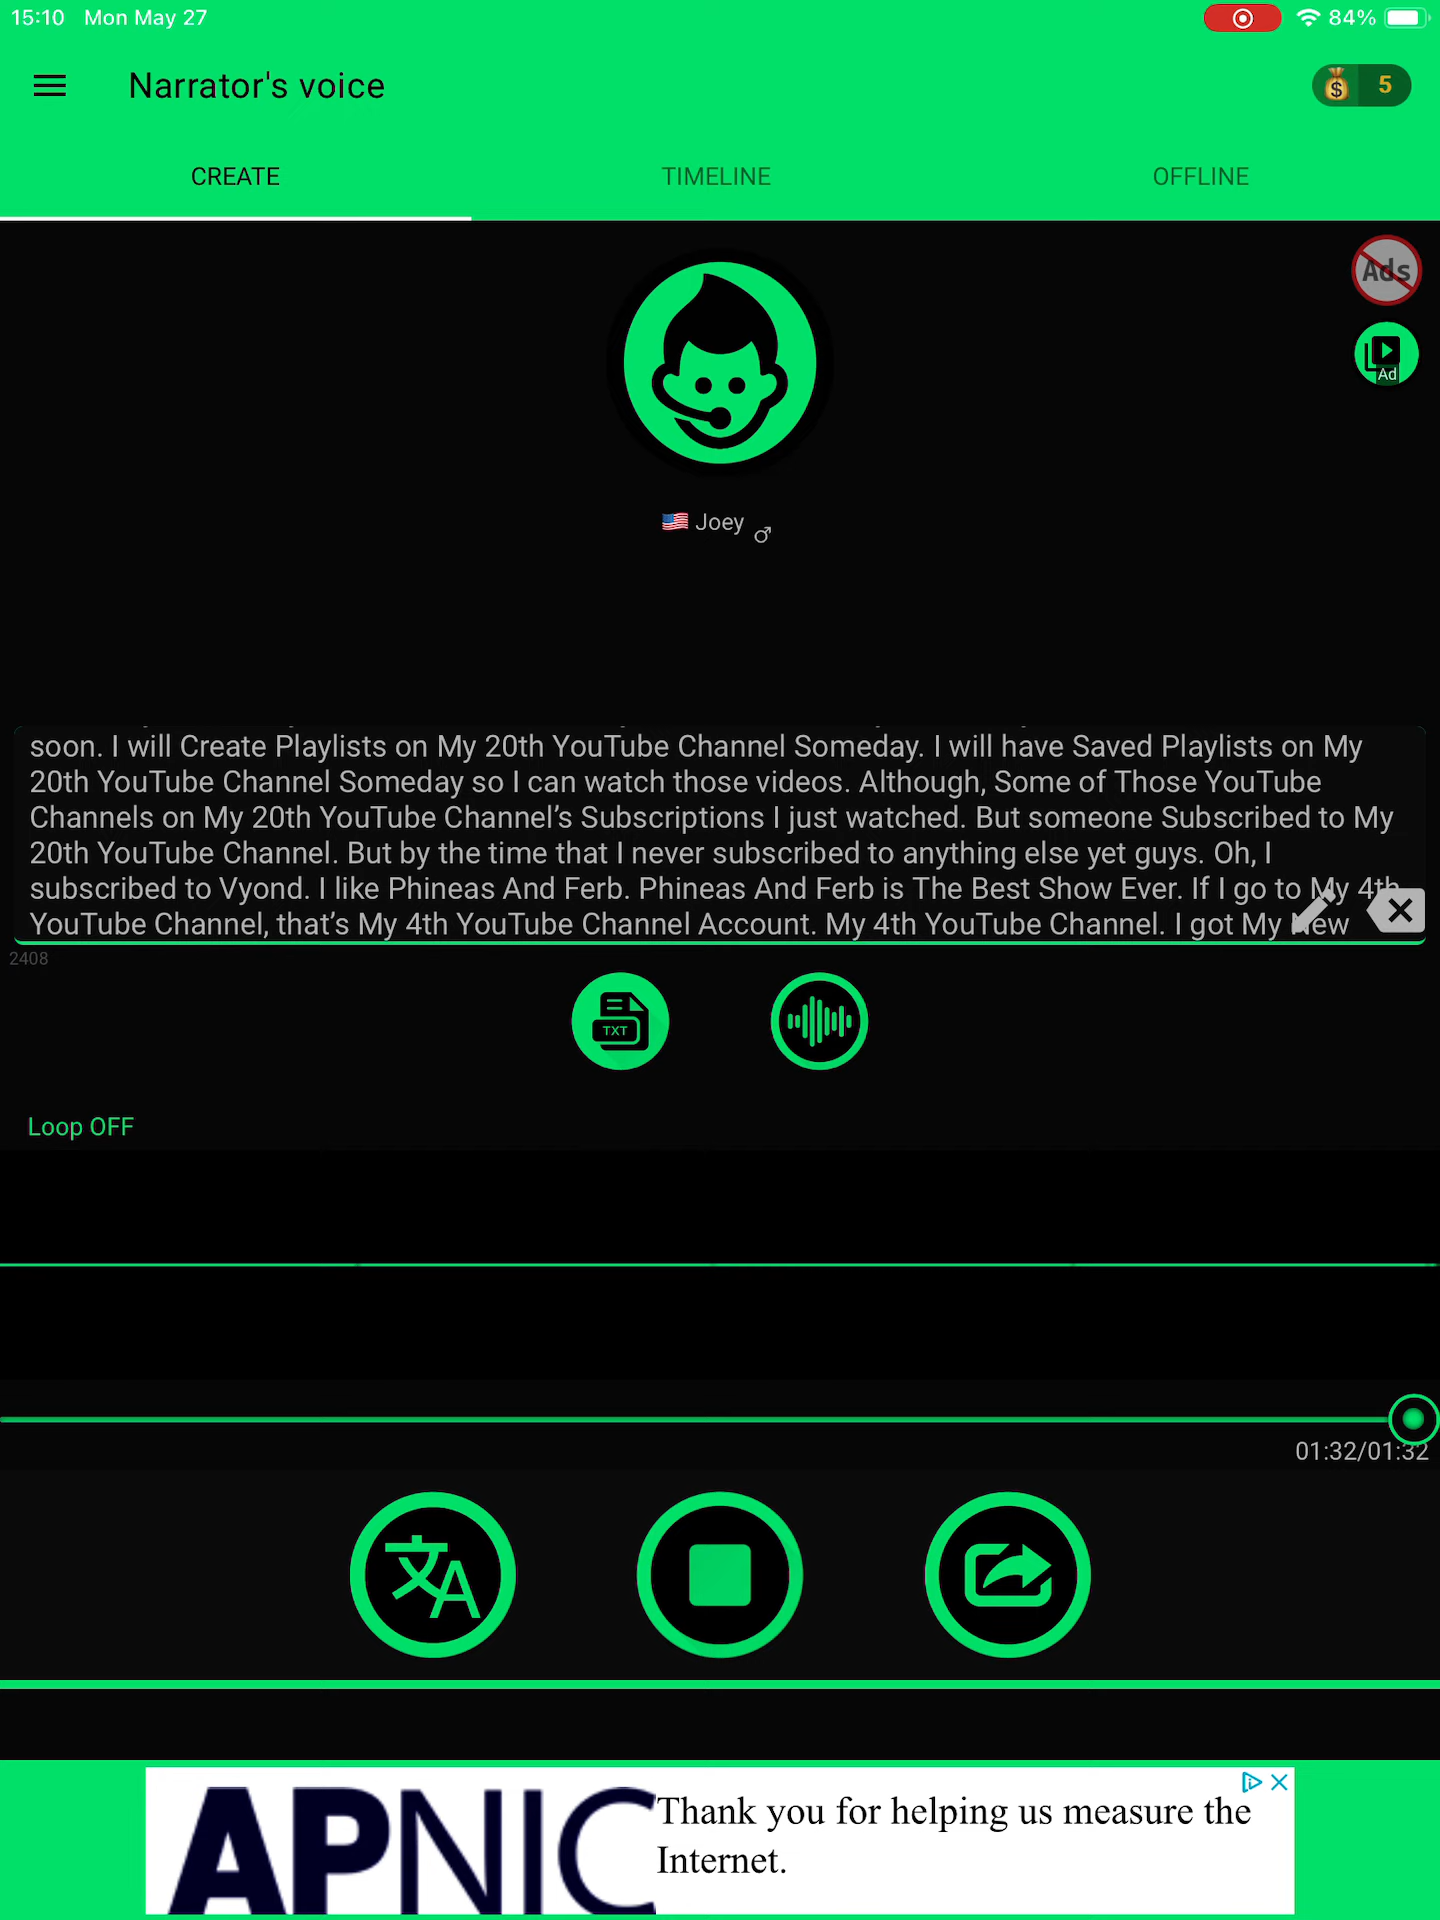 15:10 Mon May 27
84%
Narrator's voice
5
CREATE
TIMELINE
OFFLINE
Ads
Ad
Joey
soon. I will Create Playlists on My 20th YouTube Channel Someday. I will have Saved Playlists on My
20th YouTube Channel Someday so I can watch those videos. Although, Some of Those YouTube
Channels on My 20th YouTube Channel’s Subscriptions I just watched. But someone Subscribed to My
20th YouTube Channel. But by the time that I never subscribed to anything else yet guys. Oh, I
subscribed to Vyond. I like Phineas And Ferb. Phineas And Ferb is The Best Show Ever. If I go to My 4th
YouTube Channel, that’s My 4th YouTube Channel Account. My 4th YouTube Channel. I got My New
2408
TXT
Loop OFF
01:32/01:32
文A
APNIC
Thank you for helping us measure the
Internet.